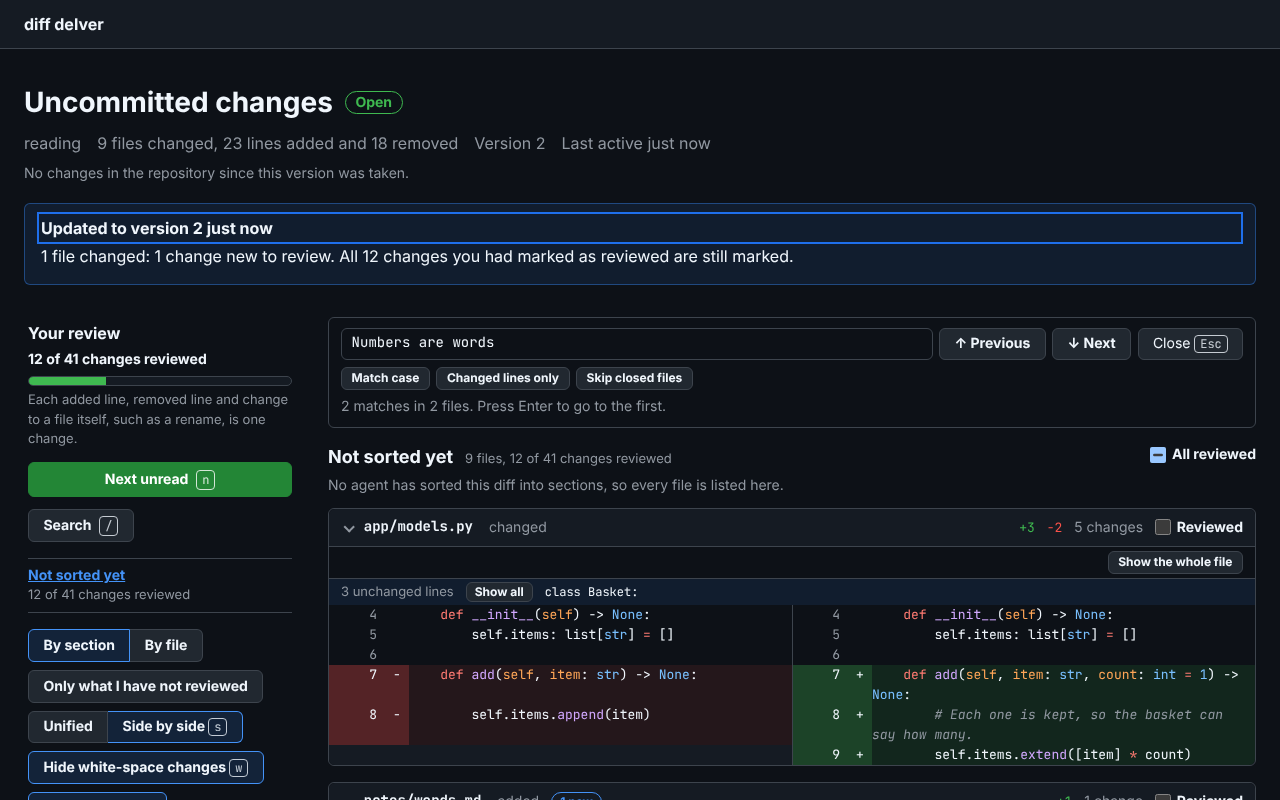 diff delver
Uncommitted changes Open
reading 9 files changed, 23 lines added and 18 removed Version 2 Last active just now
No changes in the repository since this version was taken.
Updated to version 2 just now
1 file changed: 1 change new to review. All 12 changes you had marked as reviewed are still marked.
Your review
12 of 41 changes reviewed
Each added line, removed line and change
to a file itself, such as a rename, is one
change.
Next unread n
Search /
Not sorted yet
12 of 41 changes reviewed
By section By file
Only what I have not reviewed
Unified Side by side s
Hide white-space changes w
Numbers are words ↑ Previous ↓ Next Close Esc
Match case Changed lines only Skip closed files
2 matches in 2 files. Press Enter to go to the first.
Not sorted yet 9 files, 12 of 41 changes reviewed All reviewed
No agent has sorted this diff into sections, so every file is listed here.
app/models.py changed +3 -2 5 changes Reviewed
Show the whole file
3 unchanged lines Show all class Basket:
4 def __init__(self) -> None: 4 def __init__(self) -> None:
5 self.items: list[str] = [] 5 self.items: list[str] = []
6 6
7 - def add(self, item: str) -> None: 7 + def add(self, item: str, count: int = 1) ->
None:
8 - self.items.append(item) 8 + # Each one is kept, so the basket can
say how many.
9 + self.items.extend([item] * count)
notes/words.md added 1 new +1 1 change Reviewed